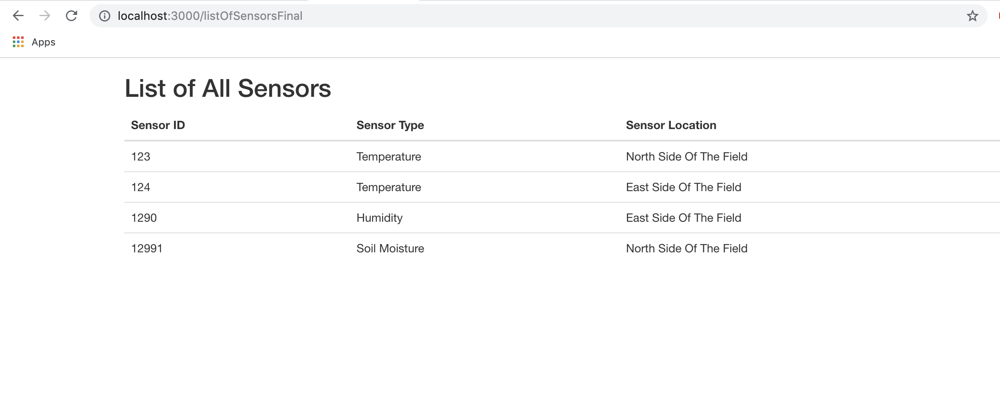 localhost:3000/listOfSensorsFinal
Apps
List of All Sensors
Sensor ID Sensor Type Sensor Location
123 Temperature North Side Of The Field
124 Temperature East Side Of The Field
1290 Humidity East Side Of The Field
12991 Soil Moisture North Side Of The Field